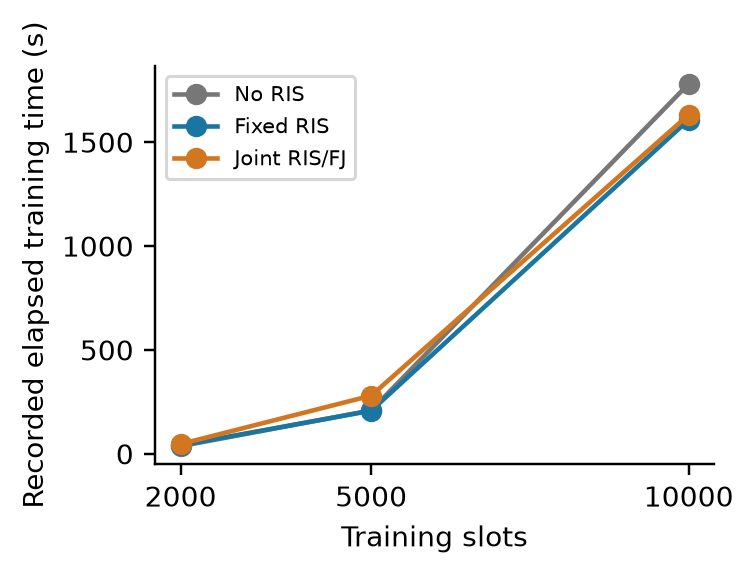 Recorded elapsed training time (s)
1500
1000
500
0
No RIS
Fixed RIS
Joint RIS/FJ
2000 5000 10000
Training slots